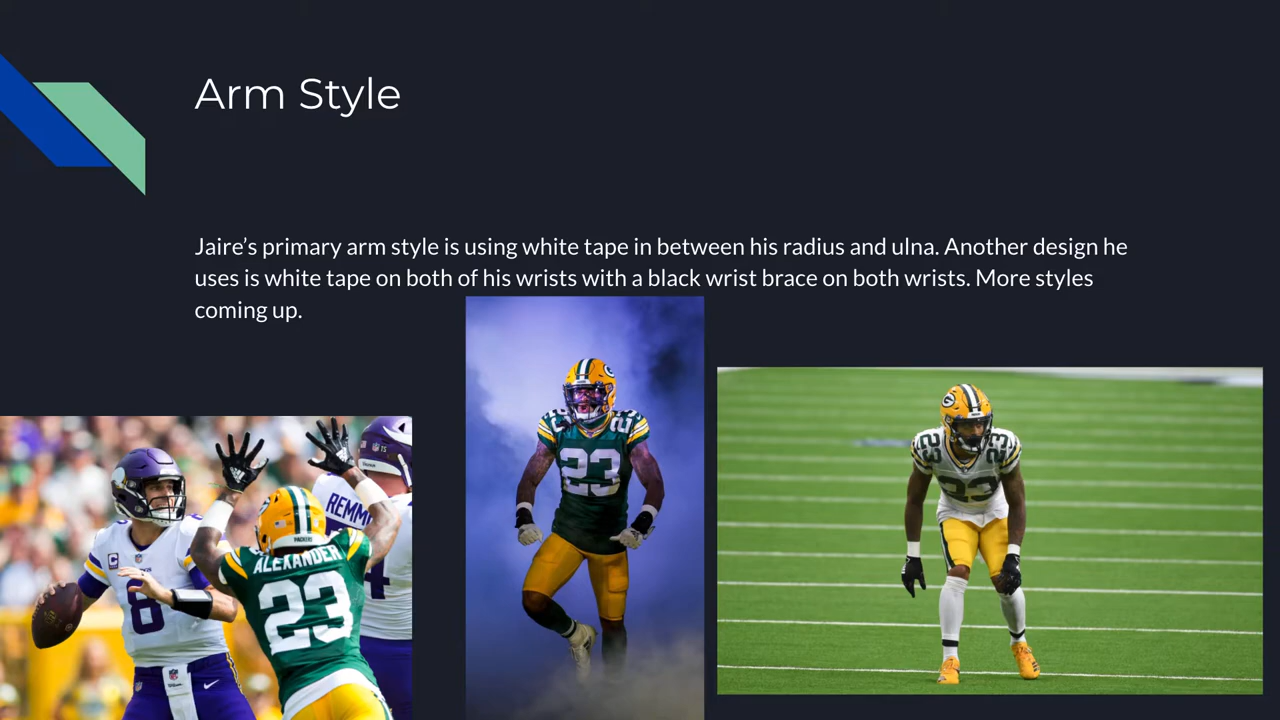 Arm Style
Jaire’s primary arm style is using white tape in between his radius and ulna. Another design he
uses is white tape on both of his wrists with a black wrist brace on both wrists. More styles
coming up.
REMM
PACKERS
ALEXANDER
23
8
C
23
23